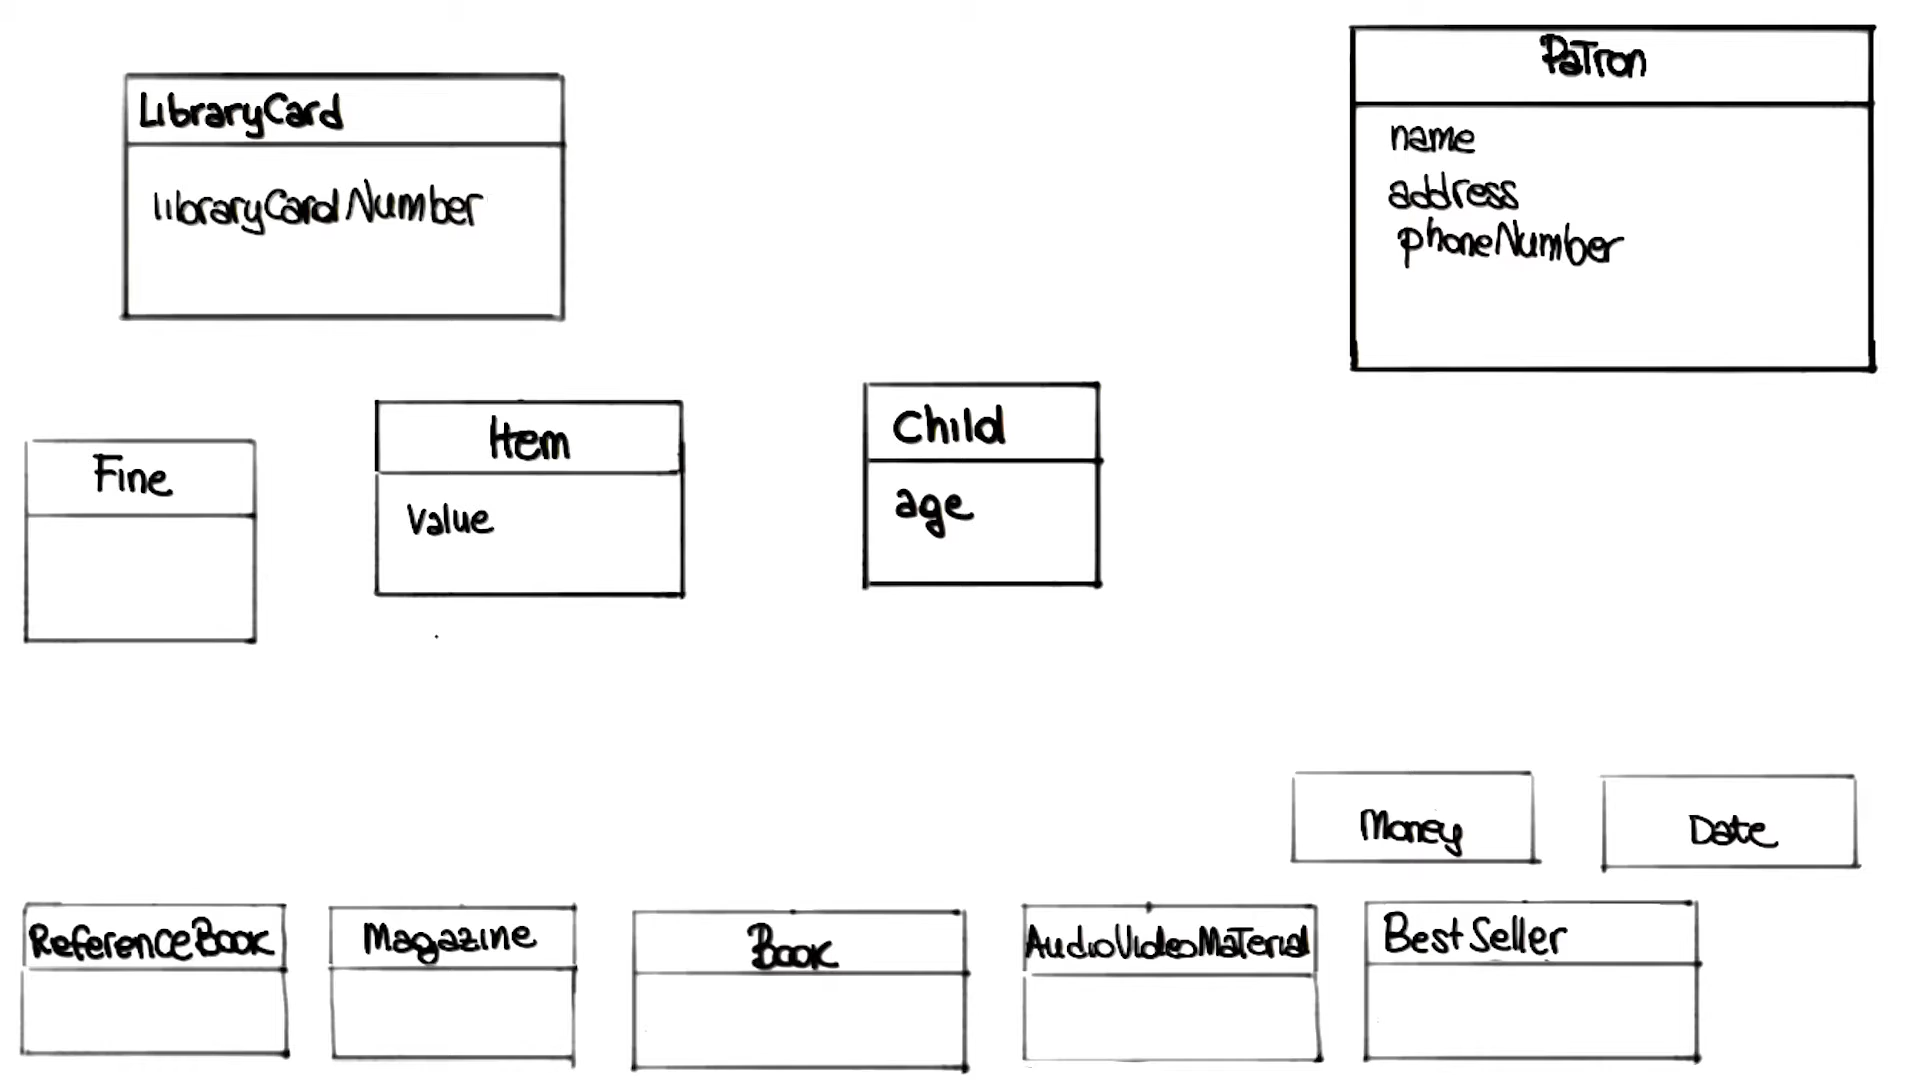 LibraryCard
libraryCardNumber
Patron
name
address
phoneNumber
Fine
Item
Value
Child
age
Money
Date
ReferenceBook
Magazine
Book
AudioVideoMaterial
BestSeller